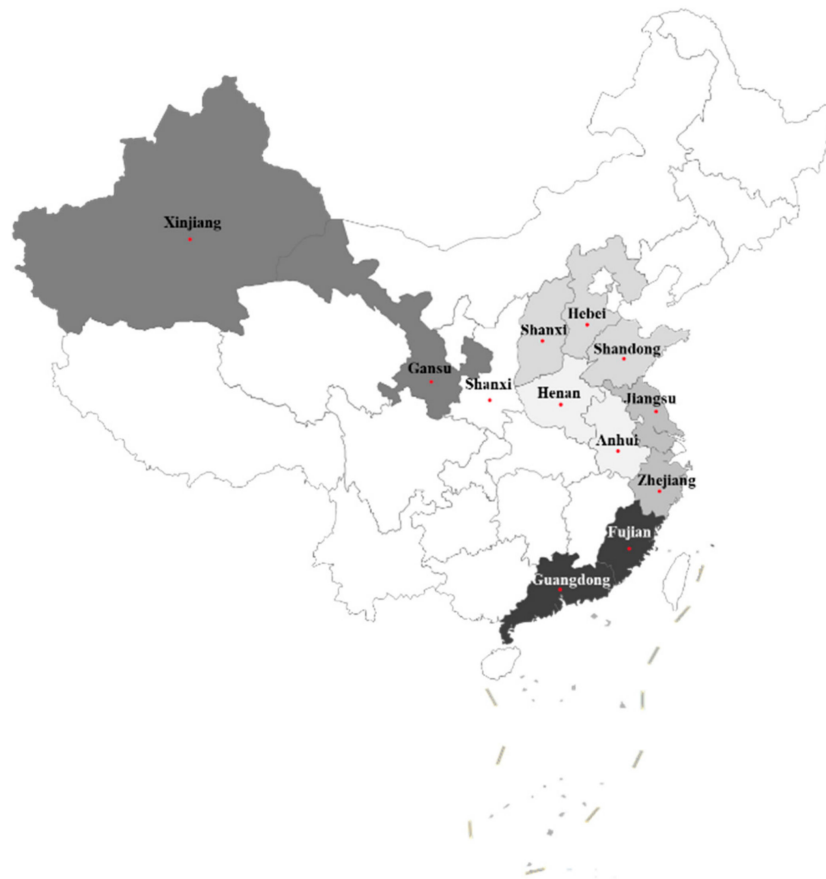 Xinjiang
Hebei
Shanxi
Shandong
Gansu
Shanxi
Henan
Jiangsu
Anhui
Zhejiang
Fujian
Guangdong